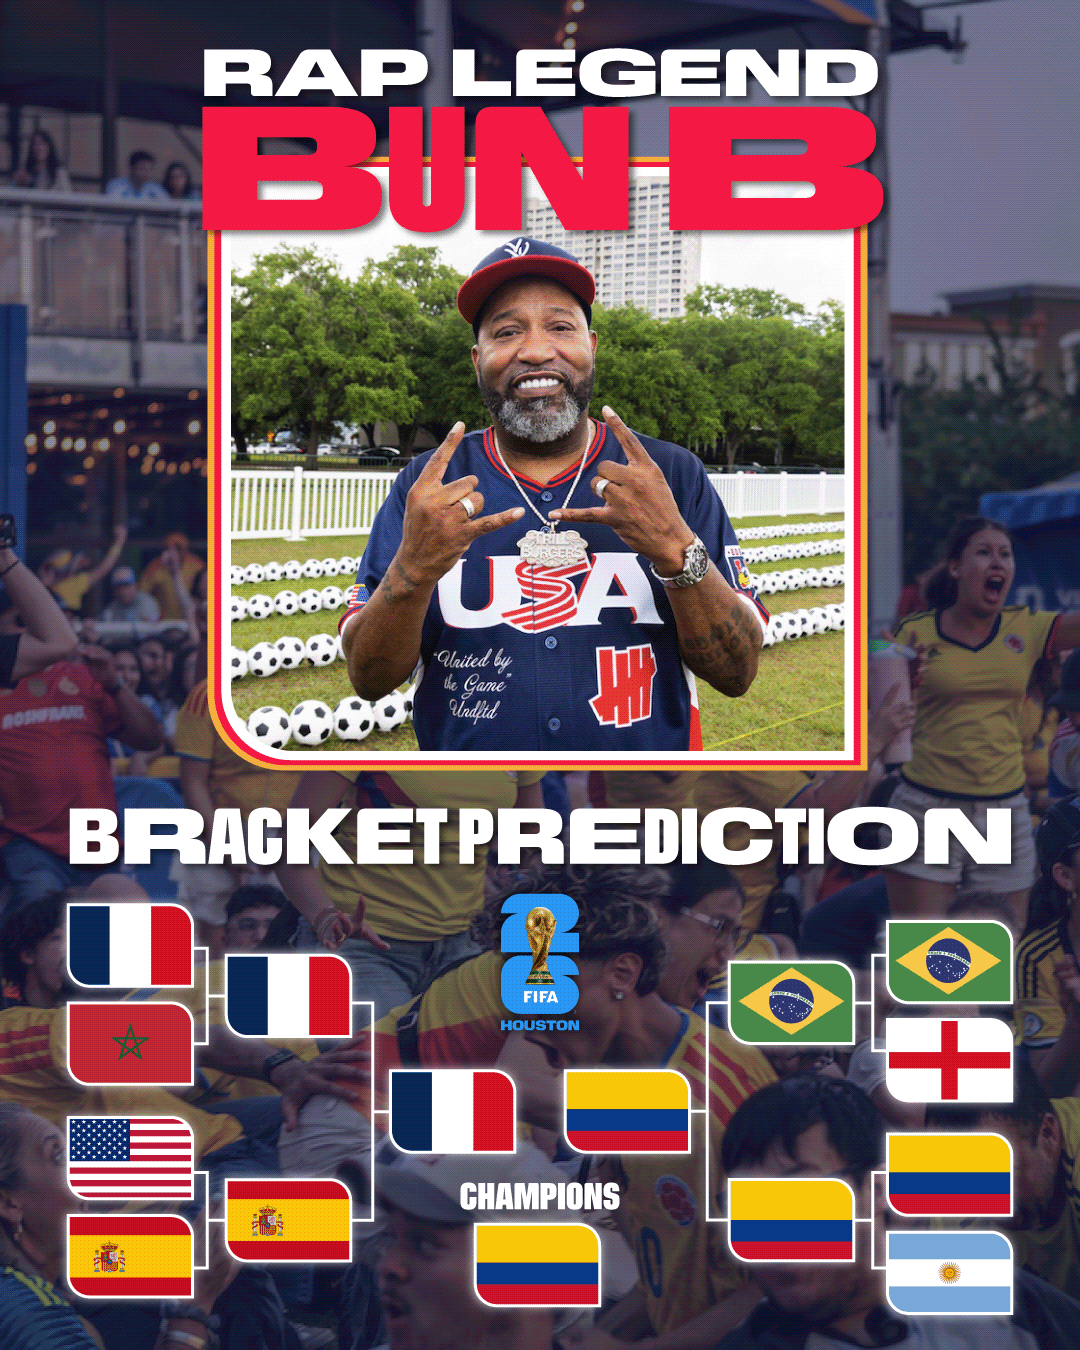 RAP LEGEND
BUN B
TRILL
BURGERS
USA
"United by
the Game"
Undftd
BRACKET PREDICTION
26
FIFA
HOUSTON
CHAMPIONS